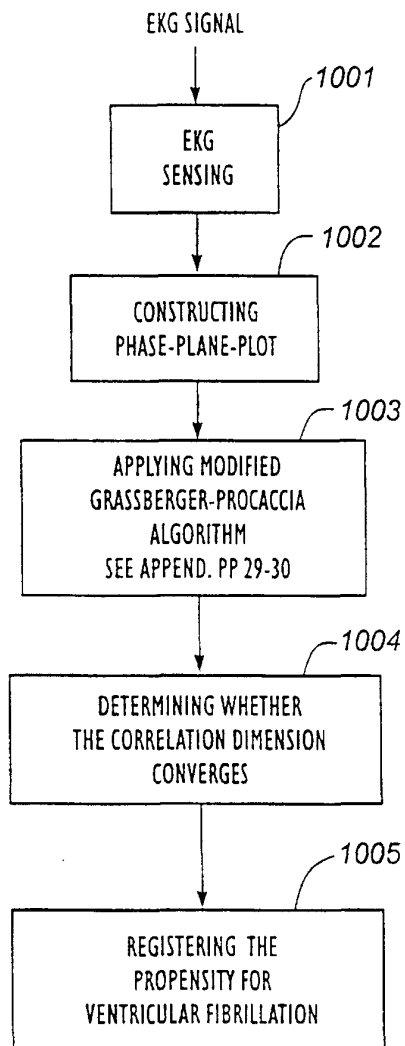 EKG SIGNAL
1001
EKG
SENSING
1002
CONSTRUCTING
PHASE-PLANE-PLOT
1003
APPLYING MODIFIED
GRASSBERGER-PROCACCIA
ALGORITHM
SEE APPEND. PP 29-30
1004
DETERMINING WHETHER
THE CORRELATION DIMENSION
CONVERGES
1005
REGISTERING THE
PROPENSITY FOR
VENTRICULAR FIBRILLATION